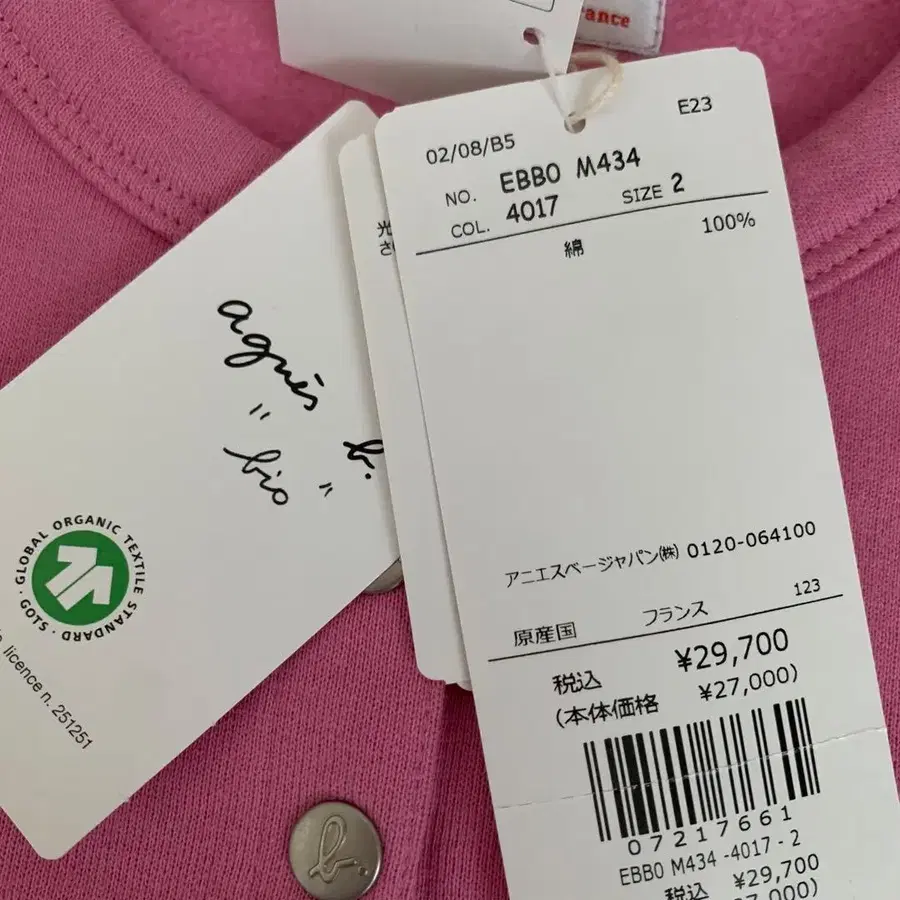 ance
E23
02/08/B5
NO. EBB0 M434
COL. 4017 SIZE 2
綿 100%
光
さ
agnès b.
"bio"
GLOBAL ORGANIC TEXTILE STANDARD · GOTS ·
licence n. 251251
アニエスベージャパン㈱ 0120-064100
123
原産国 フランス
税込 ¥29,700
(本体価格 ¥27,000)
07217661
EBB0 M434 -4017 - 2
税込 ¥29,700
7,000)
b.